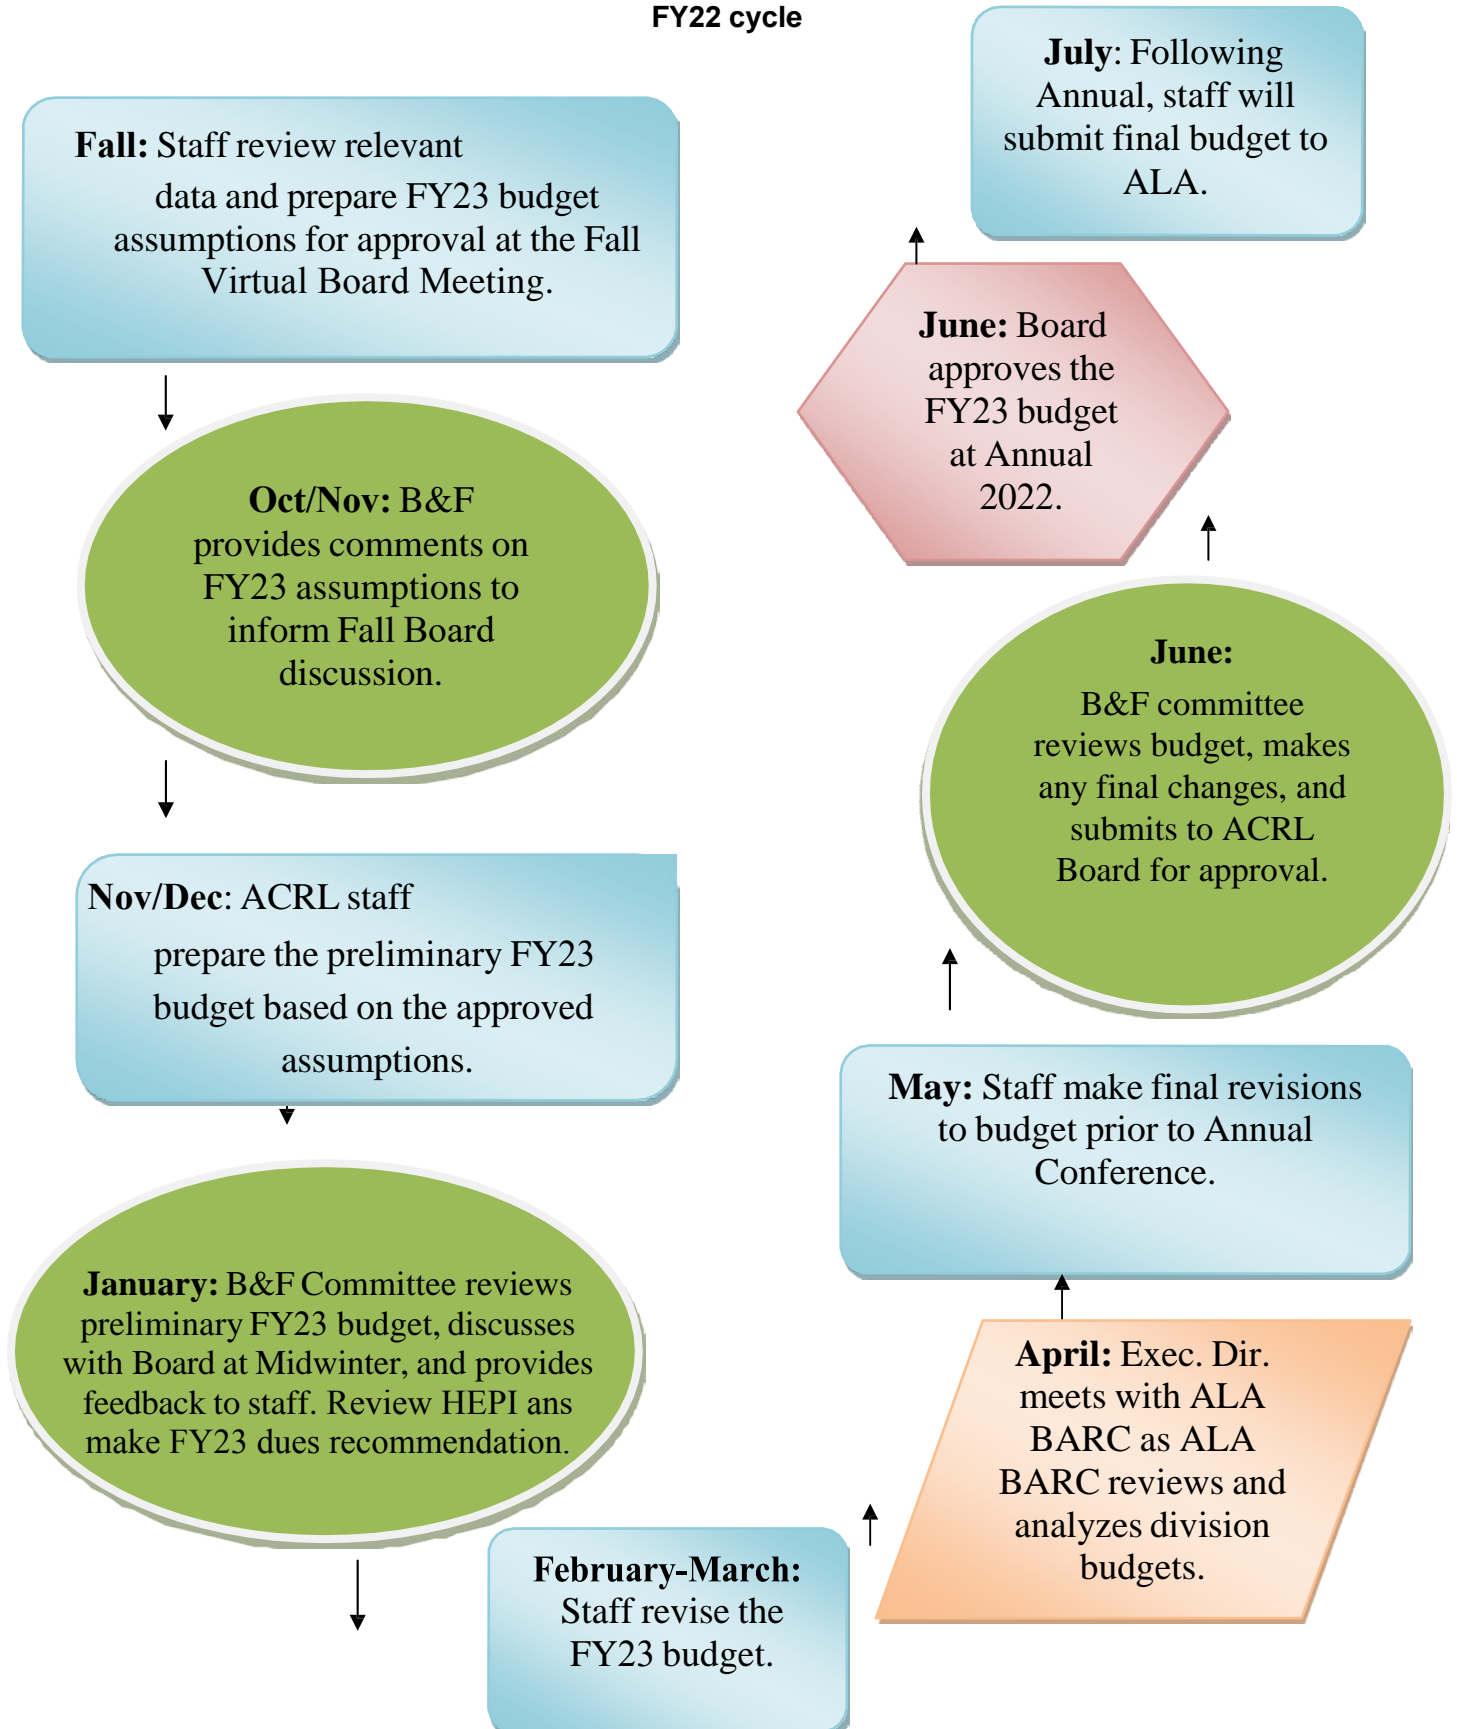 FY22 cycle
Fall: Staff review relevant
data and prepare FY23 budget
assumptions for approval at the Fall
Virtual Board Meeting.
Oct/Nov: B&F
provides comments on
FY23 assumptions to
inform Fall Board
discussion.
Nov/Dec: ACRL staff
prepare the preliminary FY23
budget based on the approved
assumptions.
January: B&F Committee reviews
preliminary FY23 budget, discusses
with Board at Midwinter, and provides
feedback to staff. Review HEPI ans
make FY23 dues recommendation.
February-March:
Staff revise the
FY23 budget.
April: Exec. Dir.
meets with ALA
BARC as ALA
BARC reviews and
analyzes division
budgets.
May: Staff make final revisions
to budget prior to Annual
Conference.
June:
B&F committee
reviews budget, makes
any final changes, and
submits to ACRL
Board for approval.
June: Board
approves the
FY23 budget
at Annual
2022.
July: Following
Annual, staff will
submit final budget to
ALA.